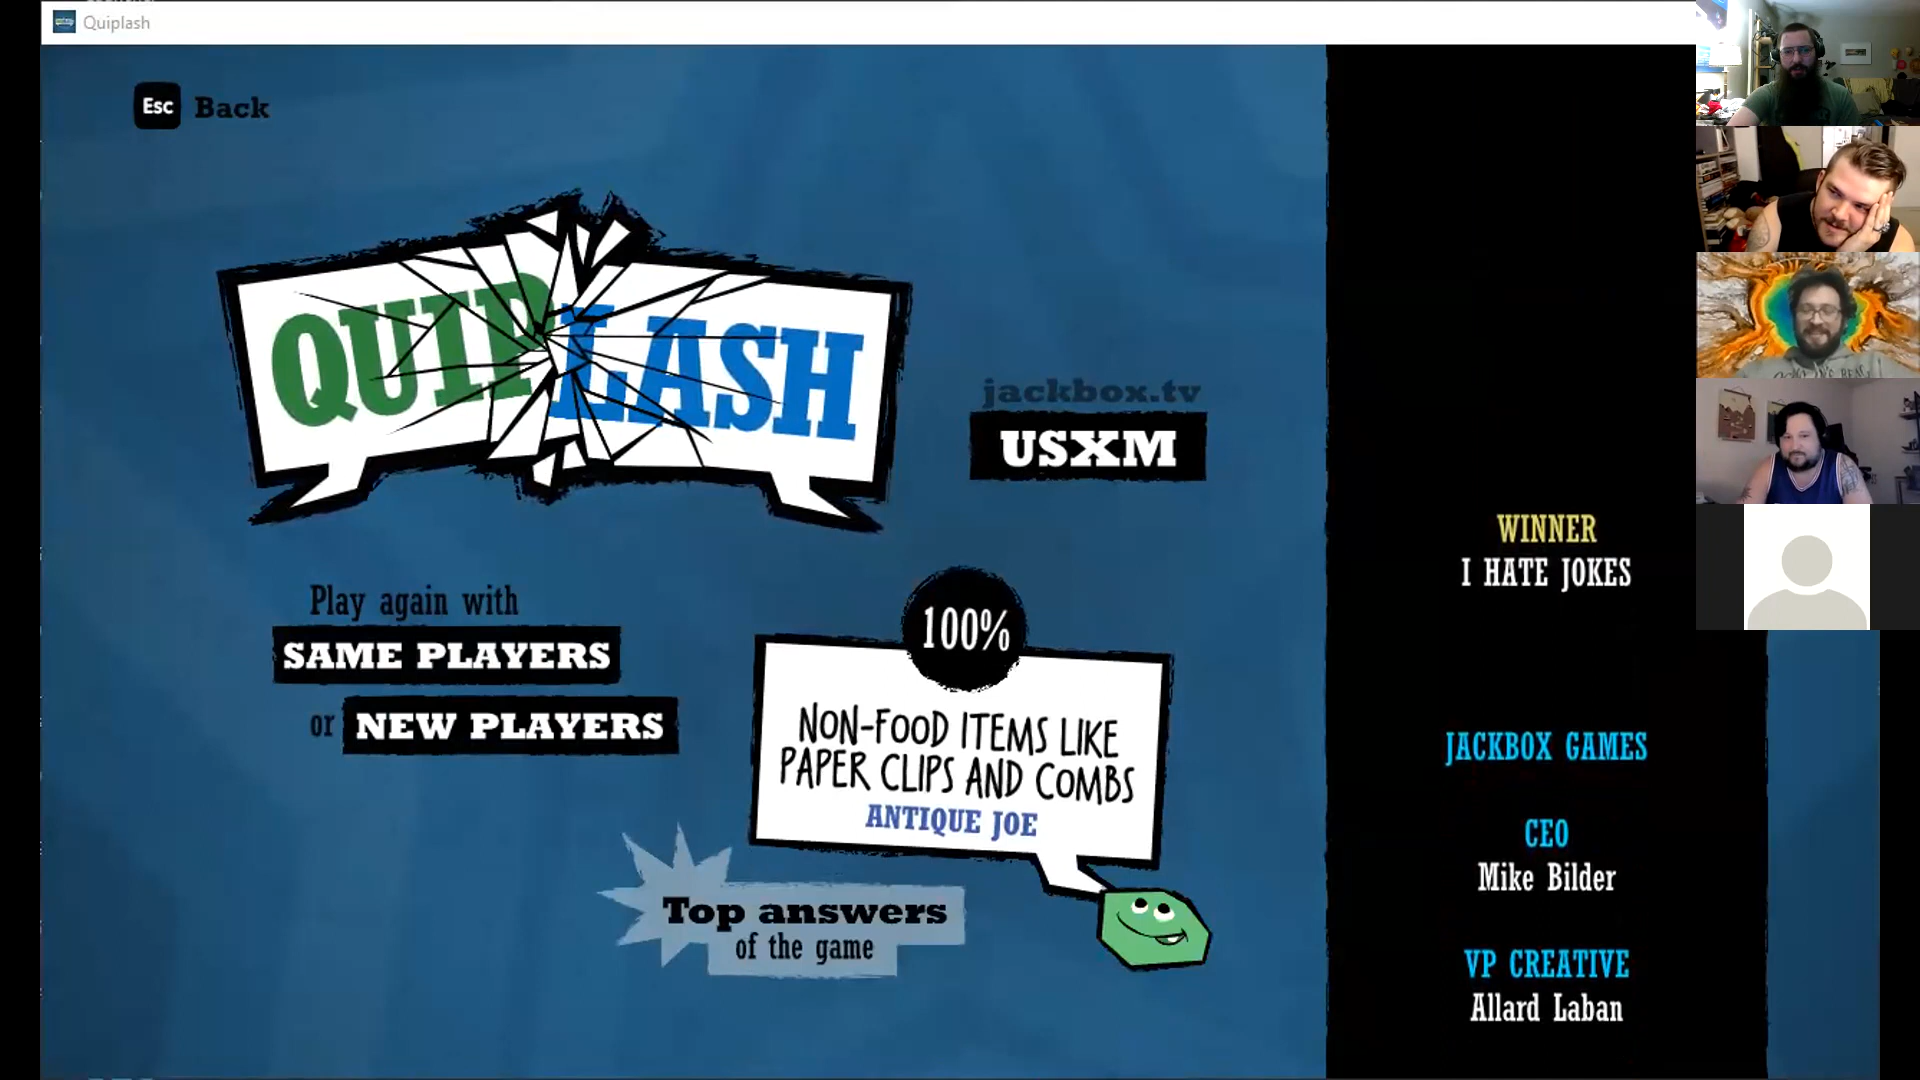 Quiplash
Esc Back
QUIPLASH
jackbox.tv
USXM
Play again with
SAME PLAYERS
or NEW PLAYERS
100%
NON-FOOD ITEMS LIKE
PAPER CLIPS AND COMBS
ANTIQUE JOE
Top answers
of the game
WINNER
I HATE JOKES
JACKBOX GAMES
CEO
Mike Bilder
VP CREATIVE
Allard Laban